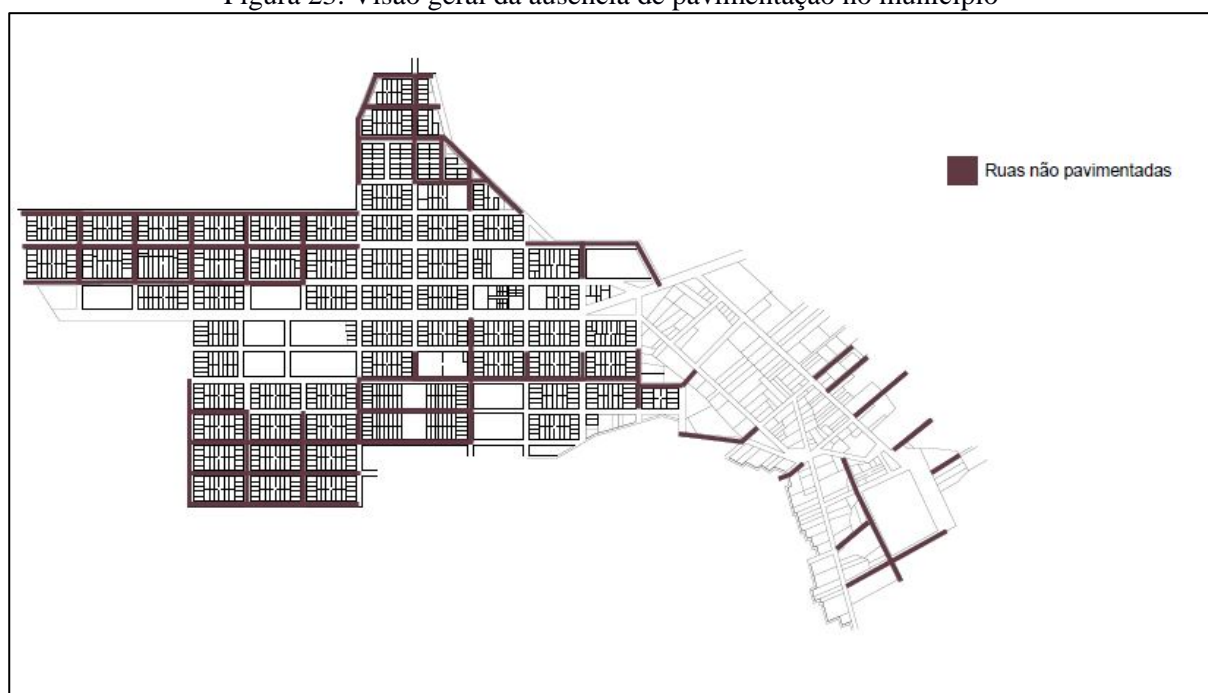 Figura 23: Visão geral da ausência de pavimentação no município
Ruas não pavimentadas